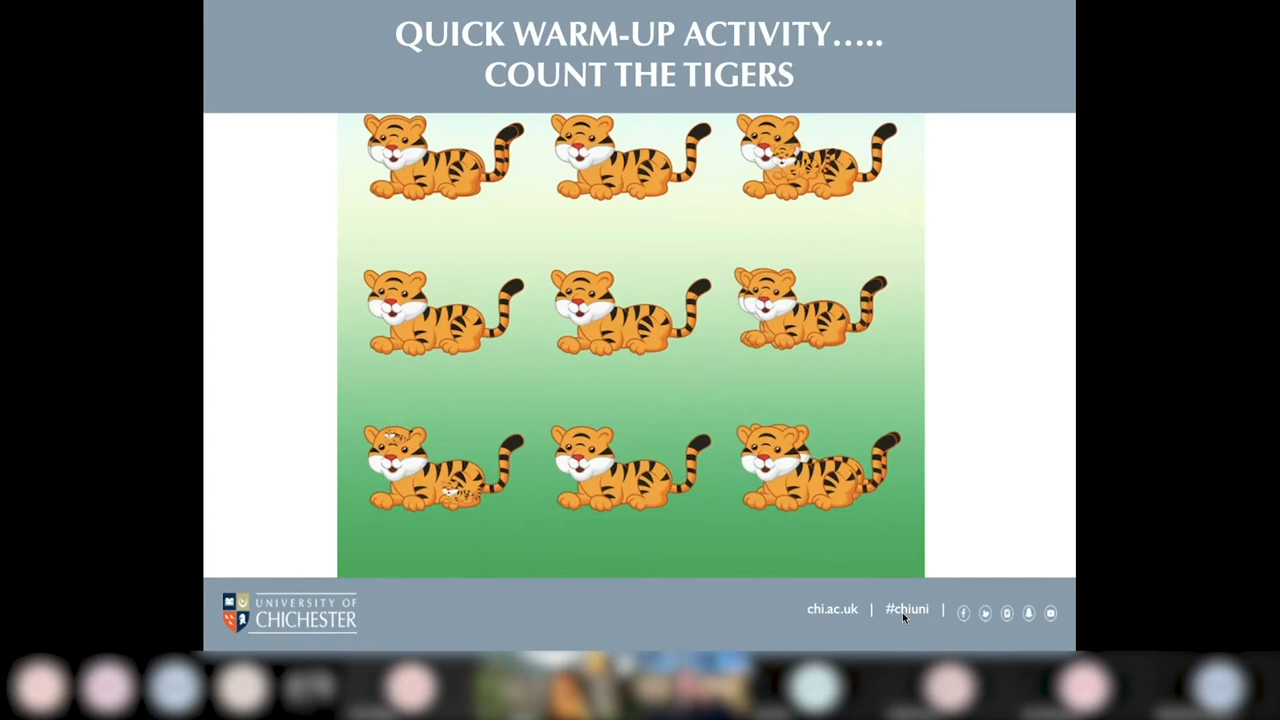 QUICK WARM-UP ACTIVITY.....
COUNT THE TIGERS
UNIVERSITY OF
CHICHESTER
chi.ac.uk | #chiuni |